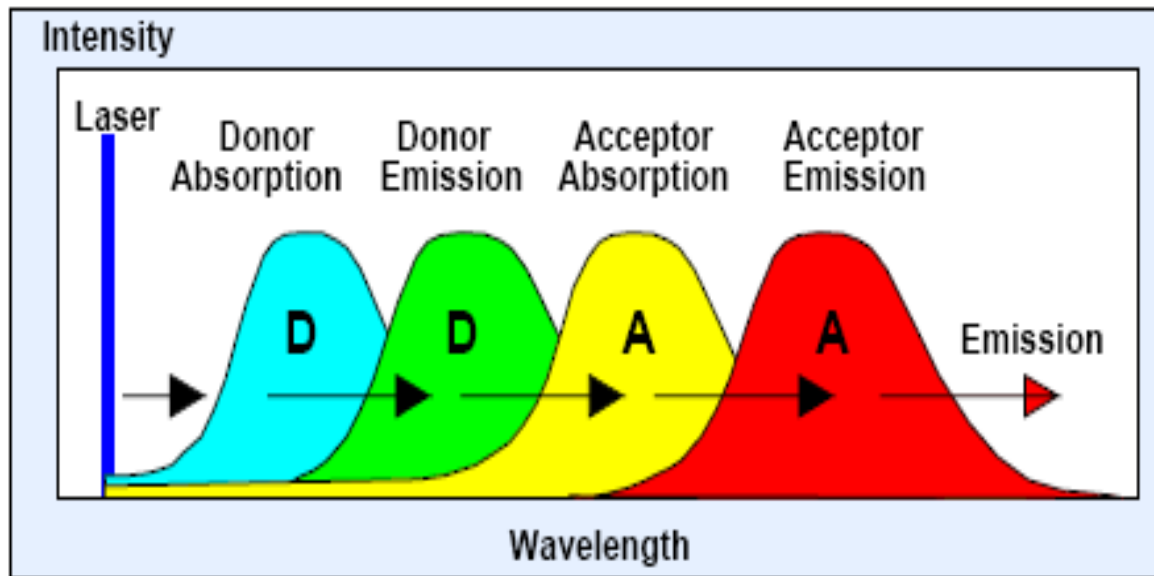 Intensity
Laser
Donor
Absorption
Donor
Emission
Acceptor
Absorption
Acceptor
Emission
D
D
A
A
Emission
Wavelength